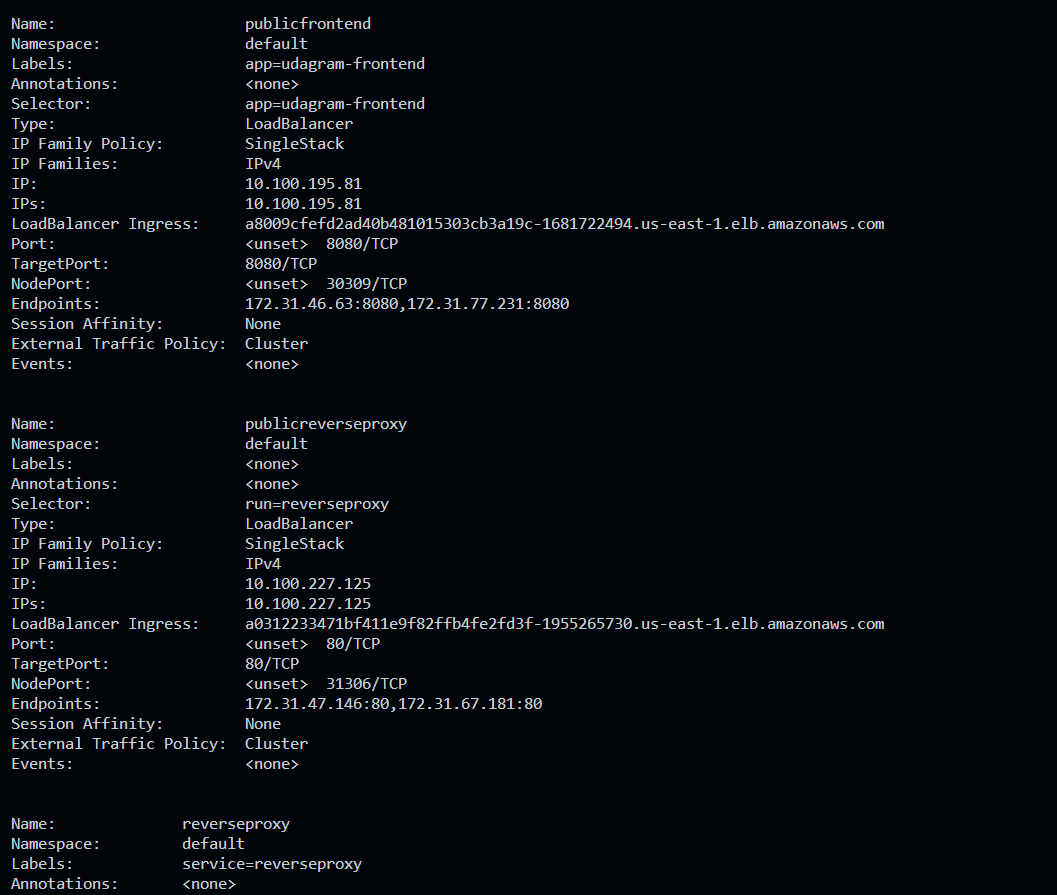 Name:                     publicfrontend
Namespace:                default
Labels:                   app=udagram-frontend
Annotations:              <none>
Selector:                 app=udagram-frontend
Type:                     LoadBalancer
IP Family Policy:         SingleStack
IP Families:              IPv4
IP:                       10.100.195.81
IPs:                      10.100.195.81
LoadBalancer Ingress:     a8009cfefd2ad40b481015303cb3a19c-1681722494.us-east-1.elb.amazonaws.com
Port:                     <unset>  8080/TCP
TargetPort:               8080/TCP
NodePort:                 <unset>  30309/TCP
Endpoints:                172.31.46.63:8080,172.31.77.231:8080
Session Affinity:         None
External Traffic Policy:  Cluster
Events:                   <none>
Name:                     publicreverseproxy
Namespace:                default
Labels:                   <none>
Annotations:              <none>
Selector:                 run=reverseproxy
Type:                     LoadBalancer
IP Family Policy:         SingleStack
IP Families:              IPv4
IP:                       10.100.227.125
IPs:                      10.100.227.125
LoadBalancer Ingress:     a0312233471bf411e9f82ffb4fe2fd3f-1955265730.us-east-1.elb.amazonaws.com
Port:                     <unset>  80/TCP
TargetPort:               80/TCP
NodePort:                 <unset>  31306/TCP
Endpoints:                172.31.47.146:80,172.31.67.181:80
Session Affinity:         None
External Traffic Policy:  Cluster
Events:                   <none>
Name:              reverseproxy
Namespace:         default
Labels:            service=reverseproxy
Annotations:       <none>